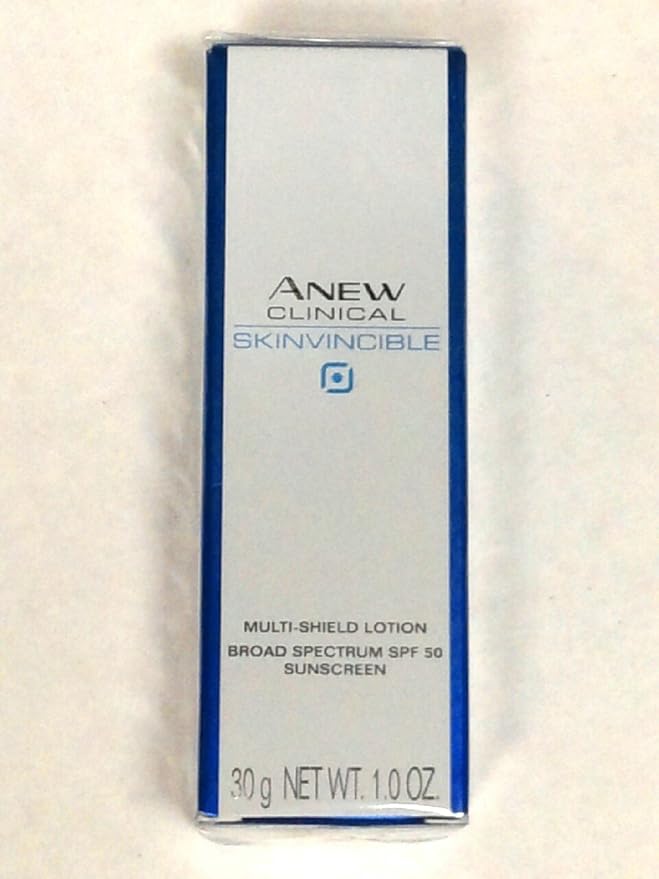 ANEW
CLINICAL
SKINVINCIBLE
MULTI-SHIELD LOTION
BROAD SPECTRUM SPF 50
SUNSCREEN
30 g NET WT. 1.0 OZ.